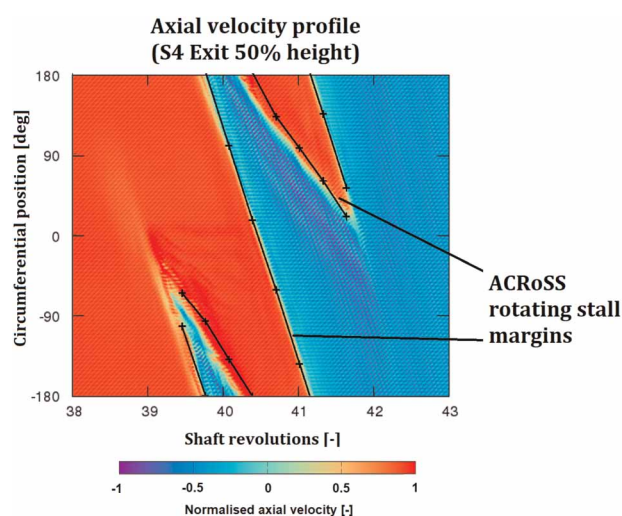 Axial velocity profile
(S4 Exit 50% height)
Circumferential position [deg]
180
90
0
-90
-180
38
39
40
41
42
43
Shaft revolutions [-]
ACRoSS
rotating stall
margins
-1
-0.5
0
0.5
1
Normalised axial velocity [-]